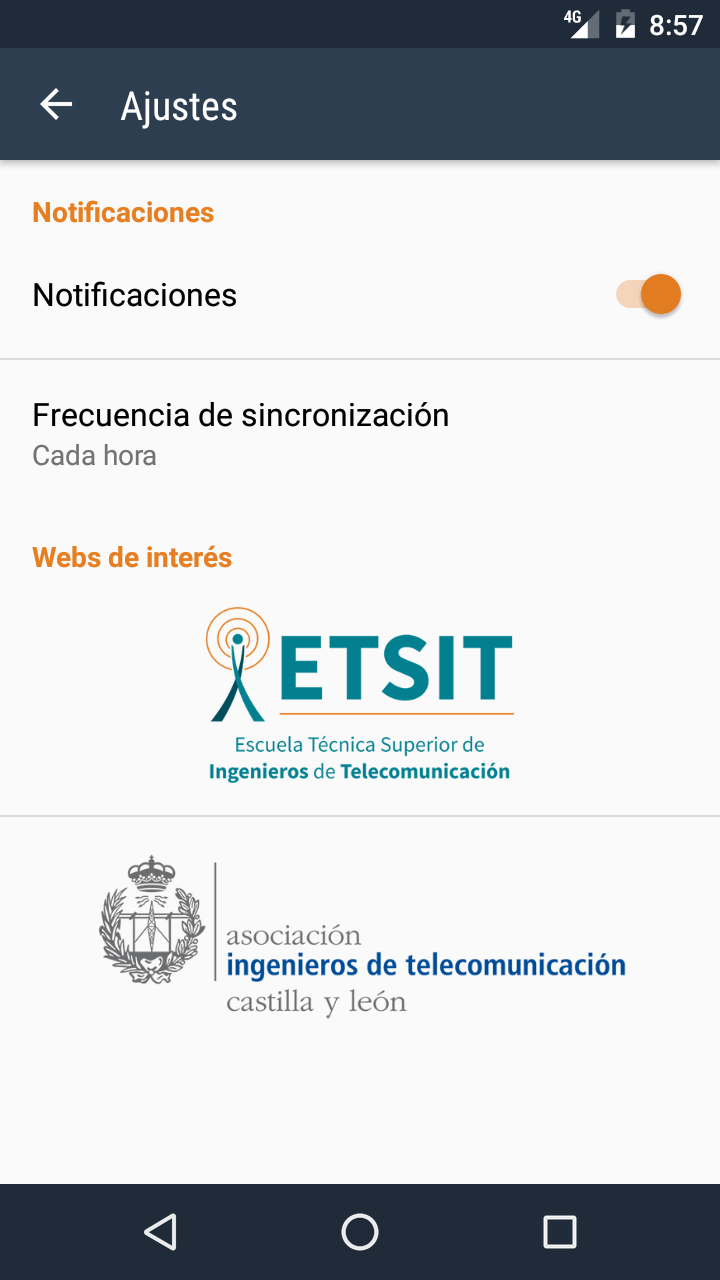 4G 8:57
Ajustes
Notificaciones
Notificaciones
Frecuencia de sincronización
Cada hora
Webs de interés
ETSIT
Escuela Técnica Superior de
Ingenieros de Telecomunicación
asociación
ingenieros de telecomunicación
castilla y león